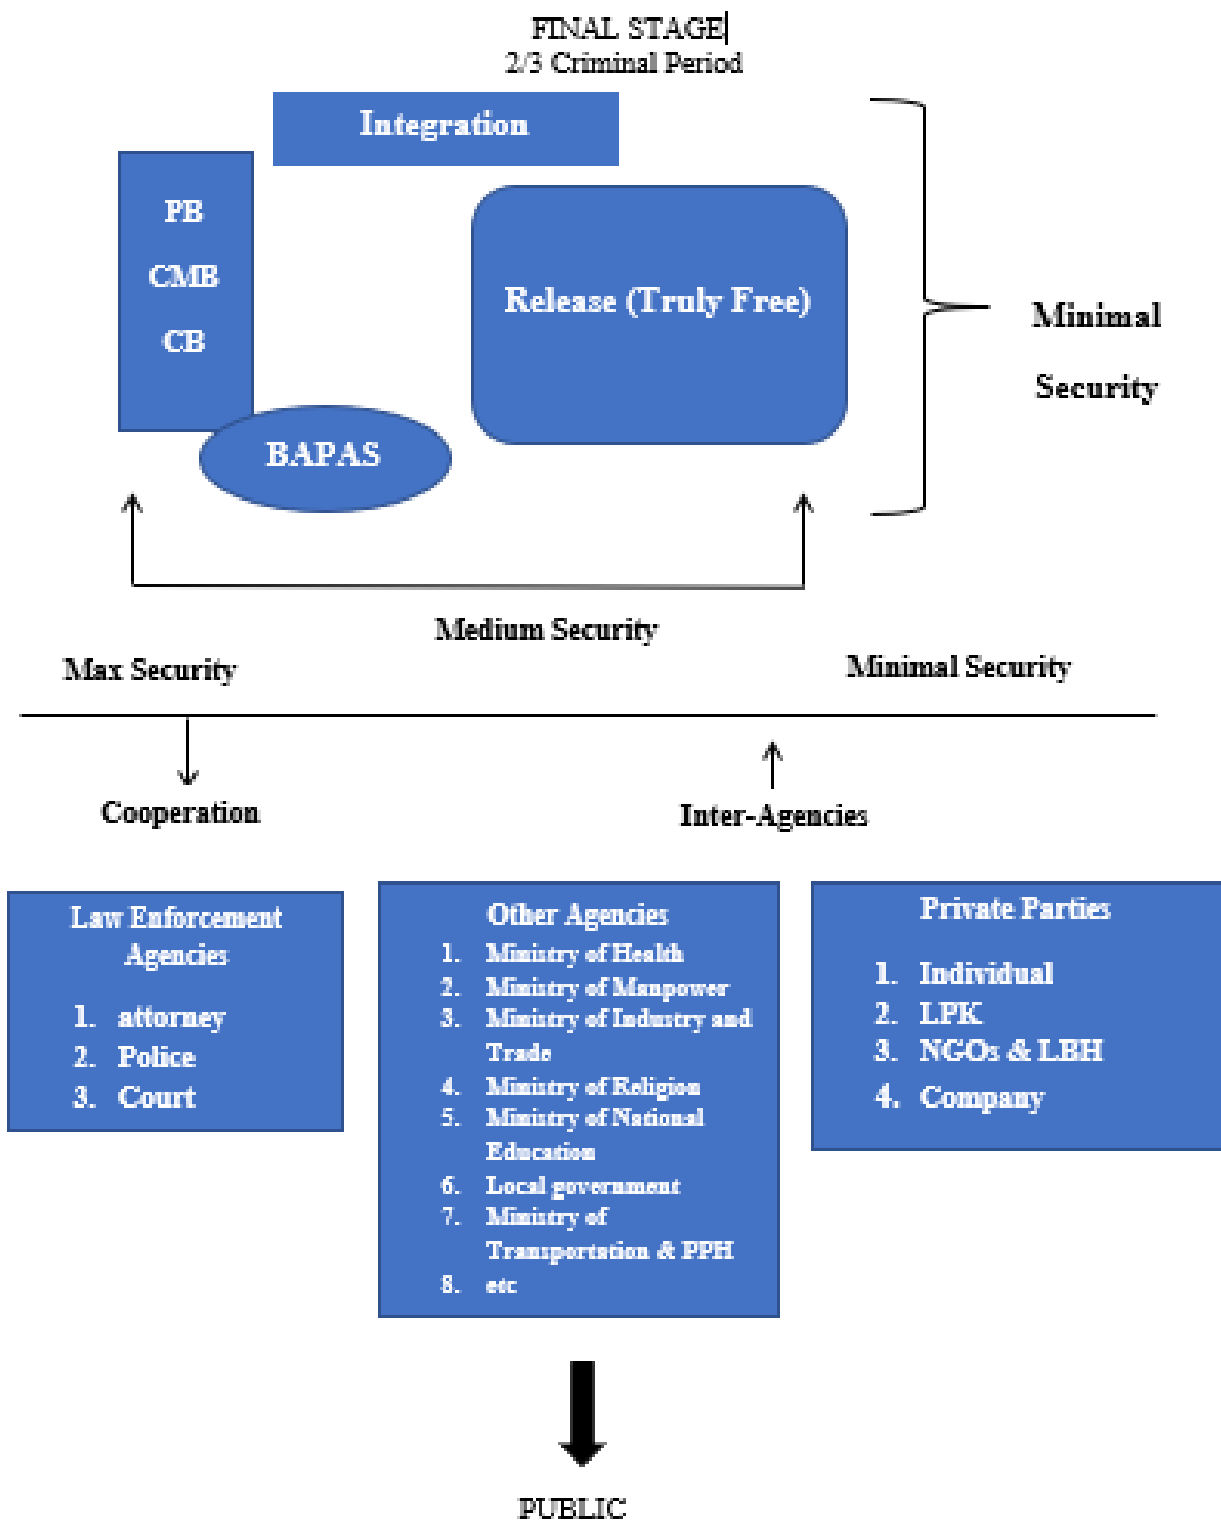 FINAL STAGE
2/3 Criminal Period
Integration
PB
CMB
CB
BAPAS
Release (Truly Free)
Minimal
Security
Medium Security
Max Security
Minimal Security
Cooperation
Inter-Agencies
Law Enforcement
Agencies
1. attorney
2. Police
3. Court
Other Agencies
1. Ministry of Health
2. Ministry of Manpower
3. Ministry of Industry and
Trade
4. Ministry of Religion
5. Ministry of National
Education
6. Local government
7. Ministry of
Transportation & PPH
8. etc
Private Parties
1. Individual
2. LPK
3. NGOs & LBH
4. Company
PUBLIC